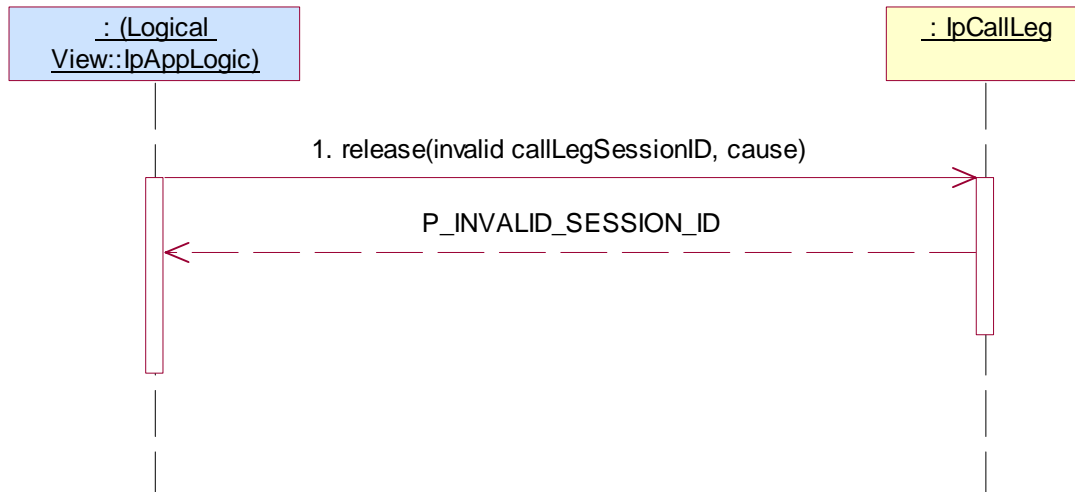 : (Logical
View::IpAppLogic)
: IpCallLeg
1. release(invalid callLegSessionID, cause)
P_INVALID_SESSION_ID